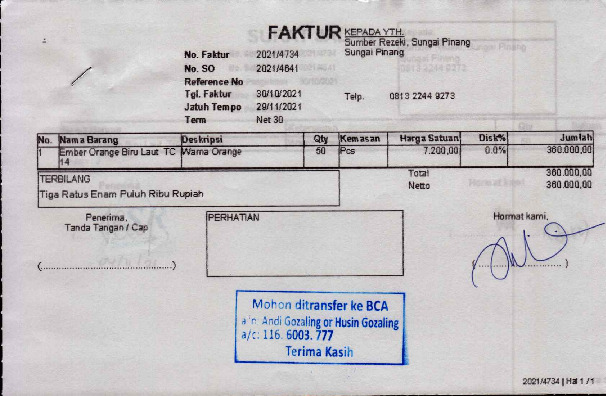 FAKTUR
KEPADA YTH.
Sumber Rezeki, Sungai Pinang
Sungai Pinang
No. Faktur 2021/4734
No. SO 2021/4641
Reference No
Tgl. Faktur 30/10/2021
Jatuh Tempo 29/11/2021
Term Net 30
Telp. 0813 2244 9273
No. Nama Barang Deskripsi Qty Kemasan Harga Satuan Disk% Jumlah
1 Ember Orange Biru Laut TC Warna Orange 50 Pcs 7.200,00 0.0% 360.000,00
14
TERBILANG
Tiga Ratus Enam Puluh Ribu Rupiah
Total 360.000,00
Netto 360.000,00
Penerima,
Tanda Tangan / Cap
(..............................)
PERHATIAN
Hormat kami,
(..............................)
Mohon ditransfer ke BCA
a/n. Andi Gozaling or Husin Gozaling
a/c: 116. 6003. 777
Terima Kasih
2021/4734 | Hal 1 / 1